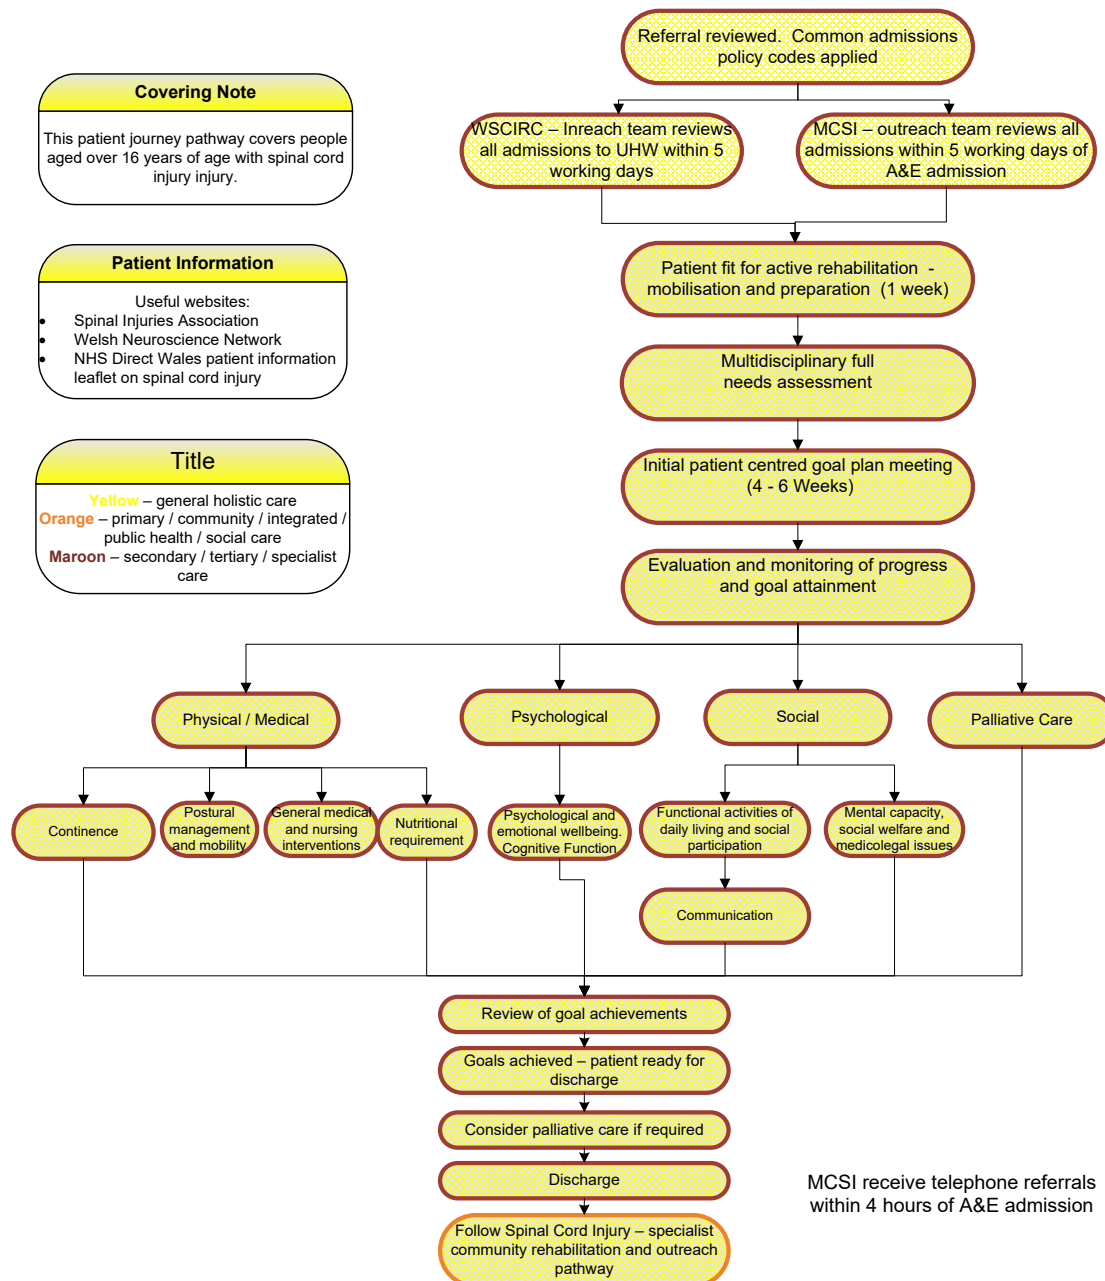 Referral reviewed.  Common admissions
policy codes applied
Covering Note
This patient journey pathway covers people
aged over 16 years of age with spinal cord
injury injury.
WSCIRC – Inreach team reviews
all admissions to UHW within 5
working days
MCSI – outreach team reviews all
admissions within 5 working days of
A&E admission
Patient Information
Useful websites:
• Spinal Injuries Association
• Welsh Neuroscience Network
• NHS Direct Wales patient information
leaflet on spinal cord injury
Patient fit for active rehabilitation  -
mobilisation and preparation  (1 week)
Multidisciplinary full
needs assessment
Title
Yellow – general holistic care
Orange – primary / community / integrated /
public health / social care
Maroon – secondary / tertiary / specialist
care
Initial patient centred goal plan meeting
(4 - 6 Weeks)
Evaluation and monitoring of progress
and goal attainment
Physical / Medical
Psychological
Social
Palliative Care
Continence
Postural
management
and mobility
General medical
and nursing
interventions
Nutritional
requirement
Psychological and
emotional wellbeing.
Cognitive Function
Functional activities of
daily living and social
participation
Mental capacity,
social welfare and
medicolegal issues
Communication
Review of goal achievements
Goals achieved – patient ready for
discharge
Consider palliative care if required
Discharge
Follow Spinal Cord Injury – specialist
community rehabilitation and outreach
pathway
MCSI receive telephone referrals
within 4 hours of A&E admission